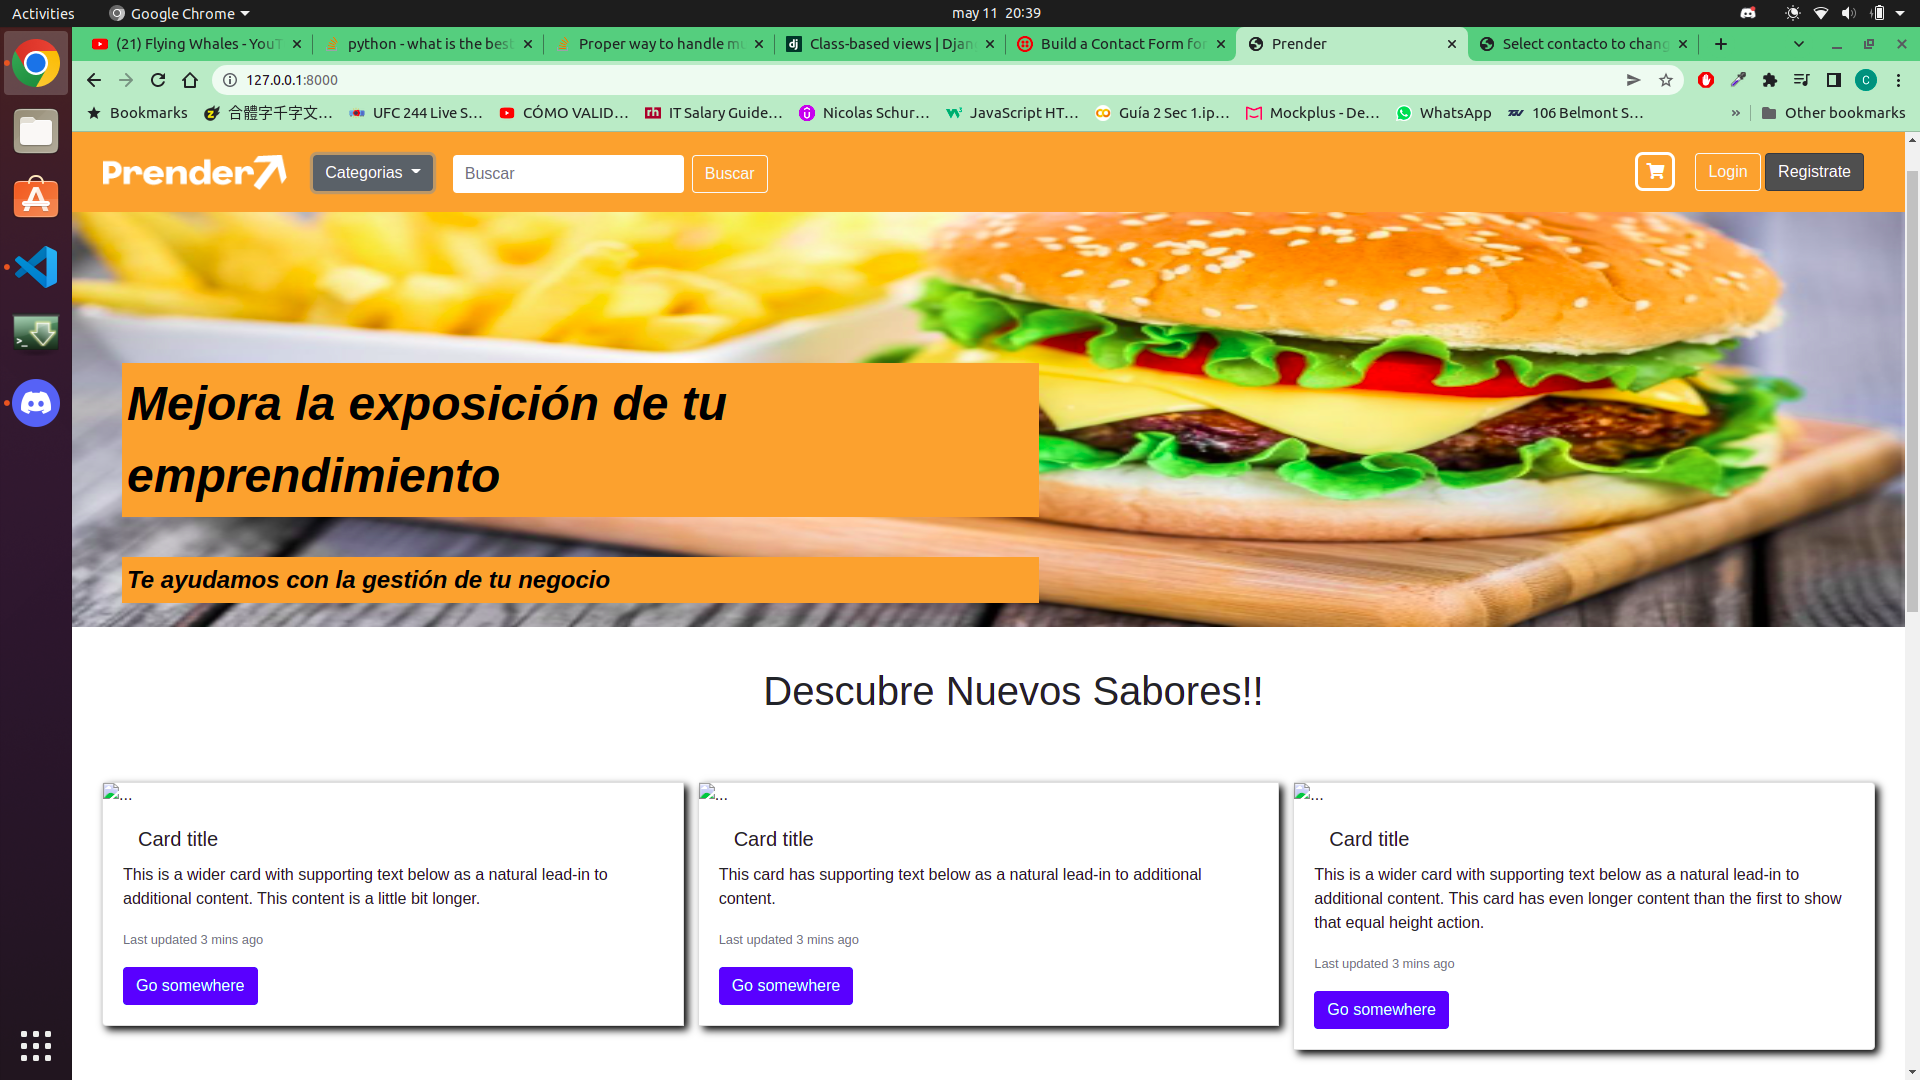 Activities
Google Chrome
may 11 20:39
(21) Flying Whales - YouT
python - what is the best
Proper way to handle mu
Class-based views | Djan
Build a Contact Form for
Prender
Select contacto to chang
127.0.0.1:8000
C
Bookmarks
合體字千字文…
UFC 244 Live S…
CÓMO VALID…
IT Salary Guide…
Nicolas Schur…
JavaScript HT…
Guía 2 Sec 1.ip…
Mockplus - De…
WhatsApp
106 Belmont S…
»
Other bookmarks
Prender
Categorias
Buscar
Buscar
Login
Registrate
Mejora la exposición de tu
emprendimiento
Te ayudamos con la gestión de tu negocio
Descubre Nuevos Sabores!!
...
Card title
This is a wider card with supporting text below as a natural lead-in to
additional content. This content is a little bit longer.
Last updated 3 mins ago
Go somewhere
...
Card title
This card has supporting text below as a natural lead-in to additional
content.
Last updated 3 mins ago
Go somewhere
...
Card title
This is a wider card with supporting text below as a natural lead-in to
additional content. This card has even longer content than the first to show
that equal height action.
Last updated 3 mins ago
Go somewhere